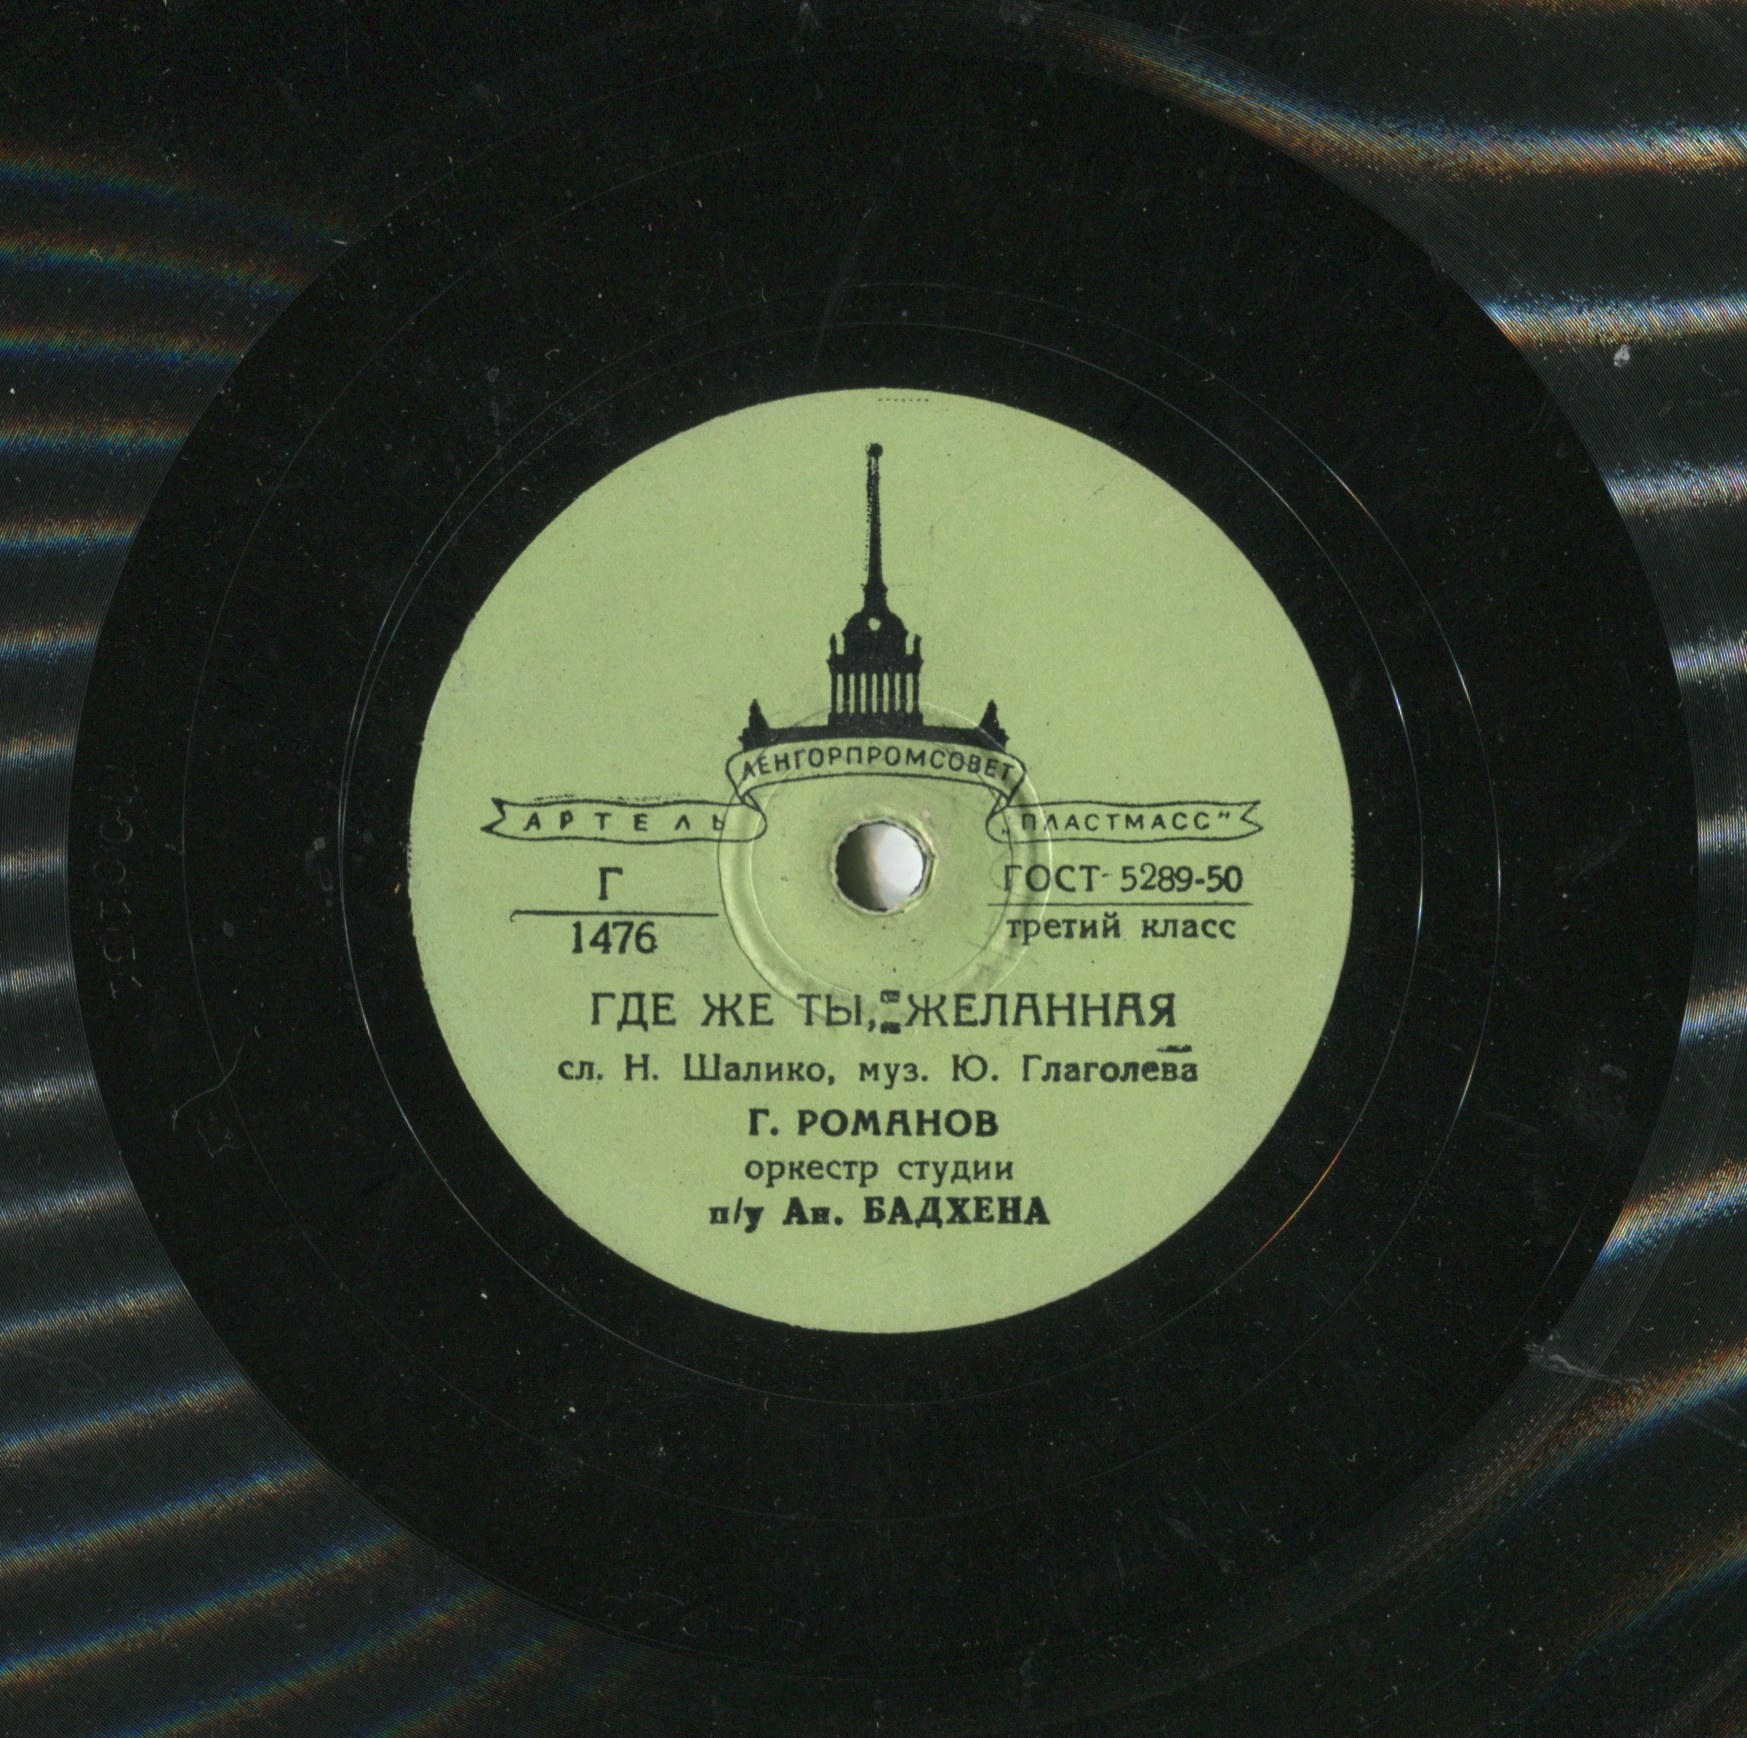 ЛЕНГОРПРОМСОВЕТ
АРТЕЛЬ „ПЛАСТМАСС"
Г
1476
ГОСТ 5289-50
третий класс
ГДЕ ЖЕ ТЫ, ЖЕЛАННАЯ
сл. Н. Шалико, муз. Ю. Глаголева
Г. РОМАНОВ
оркестр студии
п/у Ан. БАДХЕНА